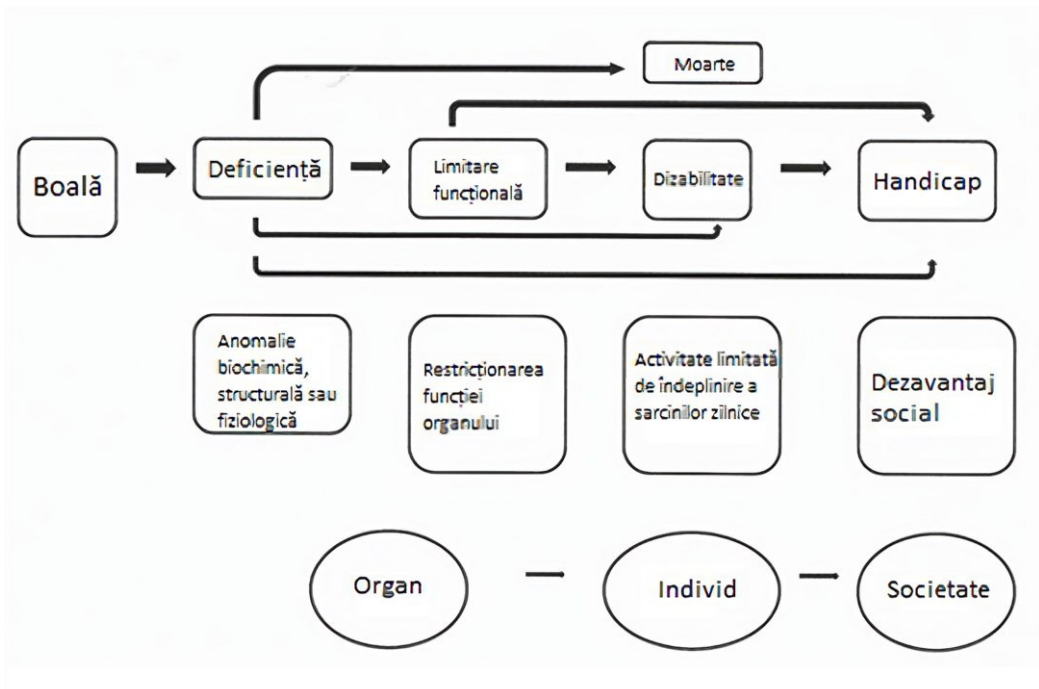 Moarte
Boală
Deficiență
Limitare
funcțională
Dizabilitate
Handicap
Anomalie
biochimică,
structurală sau
fiziologică
Restricționarea
funcției
organului
Activitate limitată
de îndeplinire a
sarcinilor zilnice
Dezavantaj
social
Organ
Individ
Societate